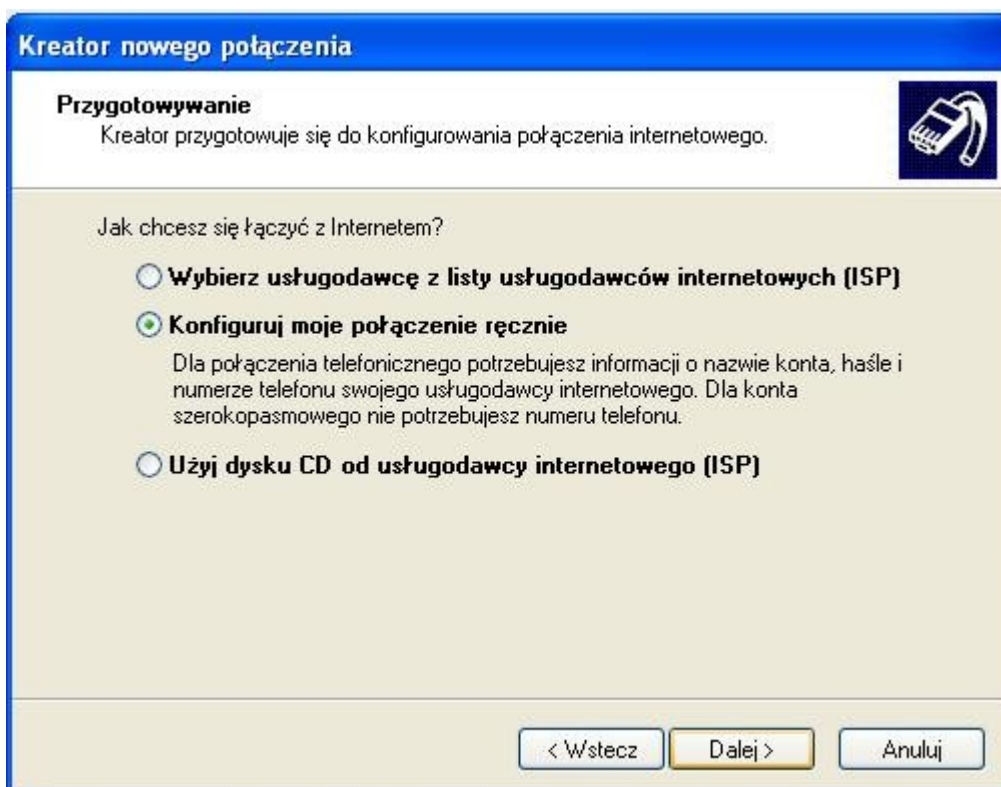 Kreator nowego połączenia
Przygotowywanie
Kreator przygotowuje się do konfigurowania połączenia internetowego.
Jak chcesz się łączyć z Internetem?
Wybierz usługodawcę z listy usługodawców internetowych (ISP)
Konfiguruj moje połączenie ręcznie
Dla połączenia telefonicznego potrzebujesz informacji o nazwie konta, haśle i
numerze telefonu swojego usługodawcy internetowego. Dla konta
szerokopasmowego nie potrzebujesz numeru telefonu.
Użyj dysku CD od usługodawcy internetowego (ISP)
< Wstecz Dalej > Anuluj